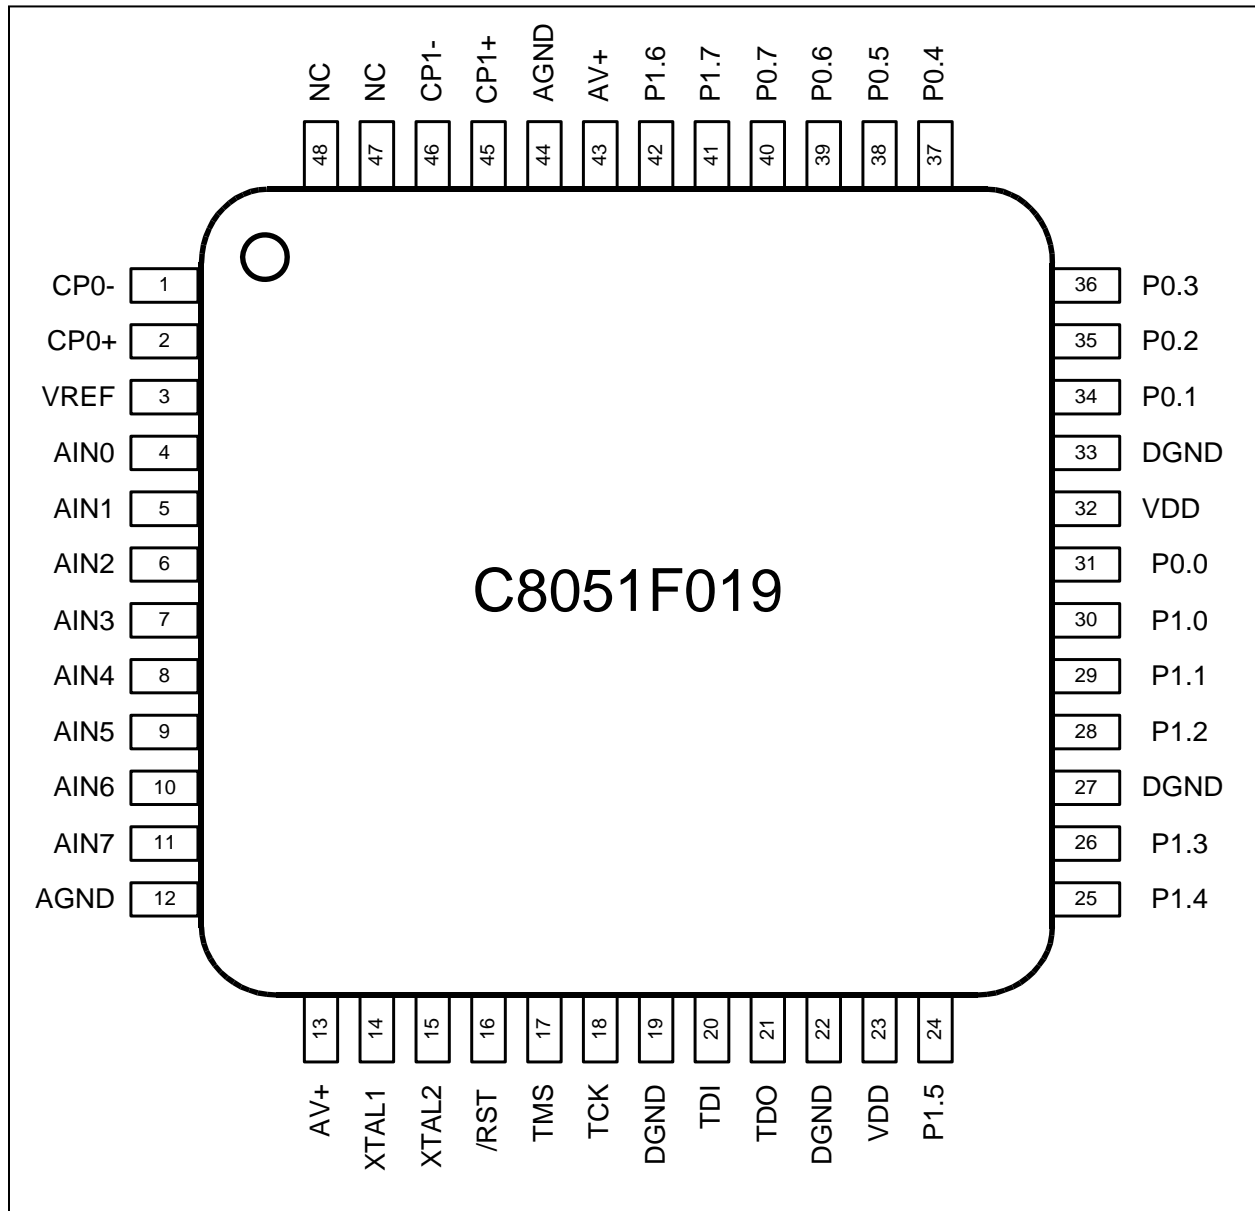 NC NC CP1- CP1+ AGND AV+ P1.6 P1.7 P0.7 P0.6 P0.5 P0.4
48 47 46 45 44 43 42 41 40 39 38 37
CP0- 1 36 P0.3
CP0+ 2 35 P0.2
VREF 3 34 P0.1
AIN0 4 33 DGND
AIN1 5 32 VDD
AIN2 6 31 P0.0
C8051F019
AIN3 7 30 P1.0
AIN4 8 29 P1.1
AIN5 9 28 P1.2
AIN6 10 27 DGND
AIN7 11 26 P1.3
AGND 12 25 P1.4
13 14 15 16 17 18 19 20 21 22 23 24
AV+ XTAL1 XTAL2 /RST TMS TCK DGND TDI TDO DGND VDD P1.5